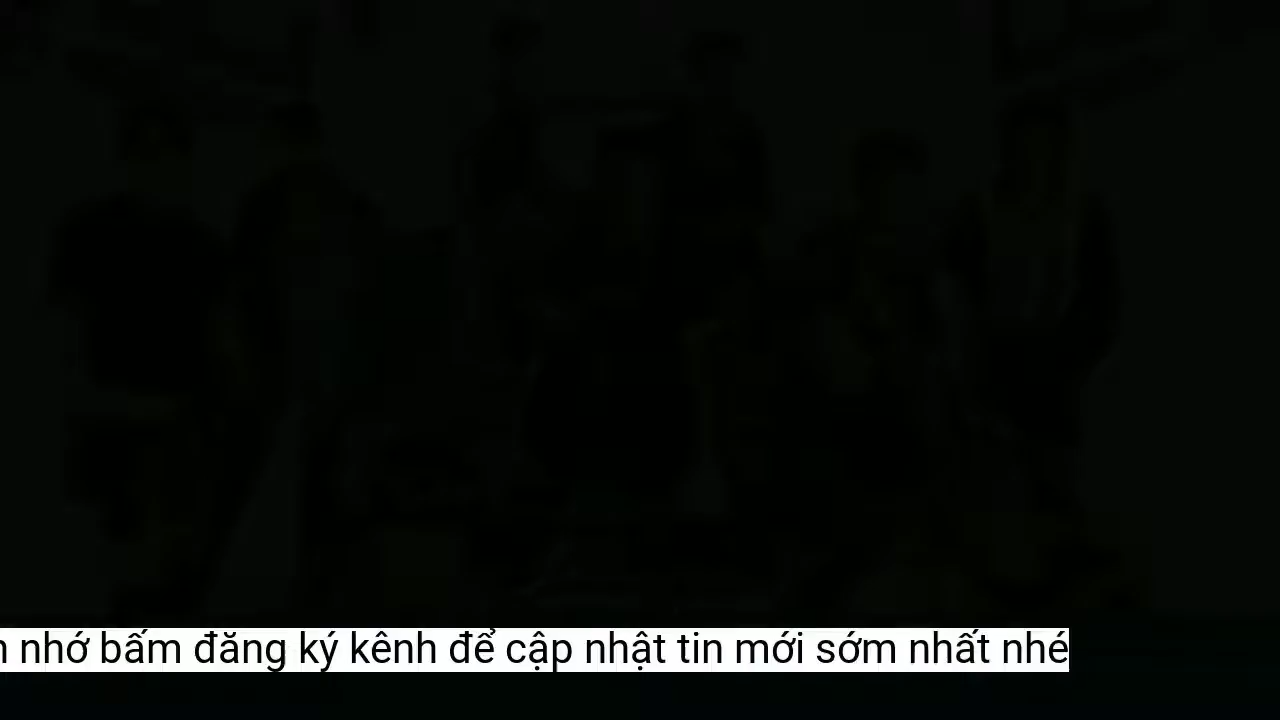 nhớ bấm đăng ký kênh để cập nhật tin mới sớm nhất nhé